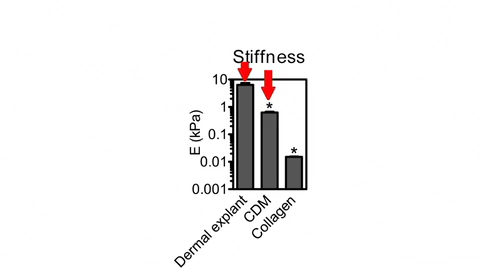 Stiffness
E (kPa)
10
1
0.1
0.01
0.001
*
*
Dermal explant
CDM
Collagen